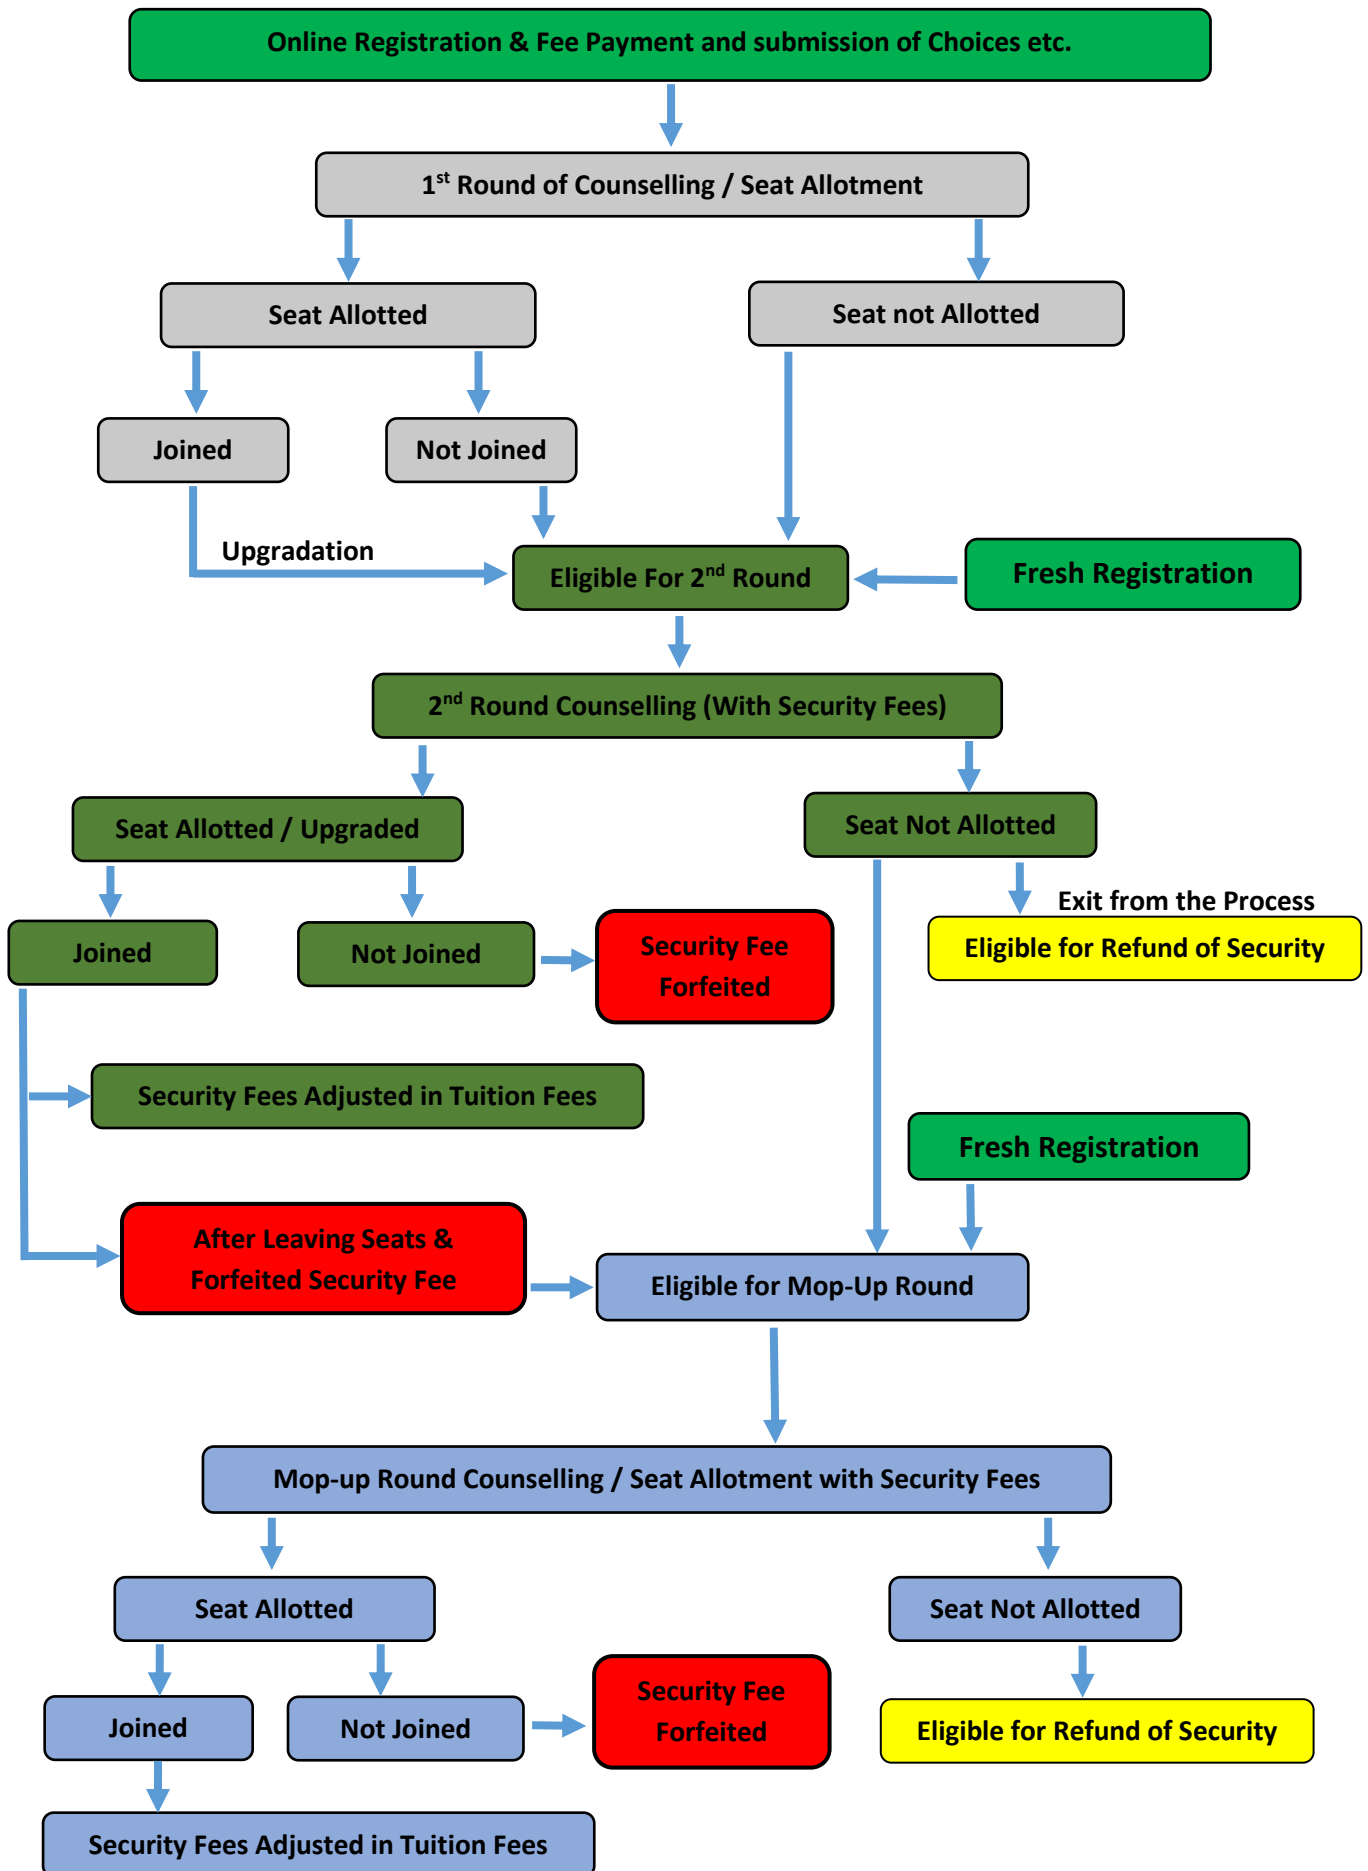 Online Registration & Fee Payment and submission of Choices etc.
1st Round of Counselling / Seat Allotment
Seat Allotted
Seat not Allotted
Joined
Not Joined
Upgradation
Eligible For 2nd Round
Fresh Registration
2nd Round Counselling (With Security Fees)
Seat Allotted / Upgraded
Seat Not Allotted
Exit from the Process
Joined
Not Joined
Security Fee
Forfeited
Eligible for Refund of Security
Security Fees Adjusted in Tuition Fees
Fresh Registration
After Leaving Seats &
Forfeited Security Fee
Eligible for Mop-Up Round
Mop-up Round Counselling / Seat Allotment with Security Fees
Seat Allotted
Seat Not Allotted
Joined
Not Joined
Security Fee
Forfeited
Eligible for Refund of Security
Security Fees Adjusted in Tuition Fees